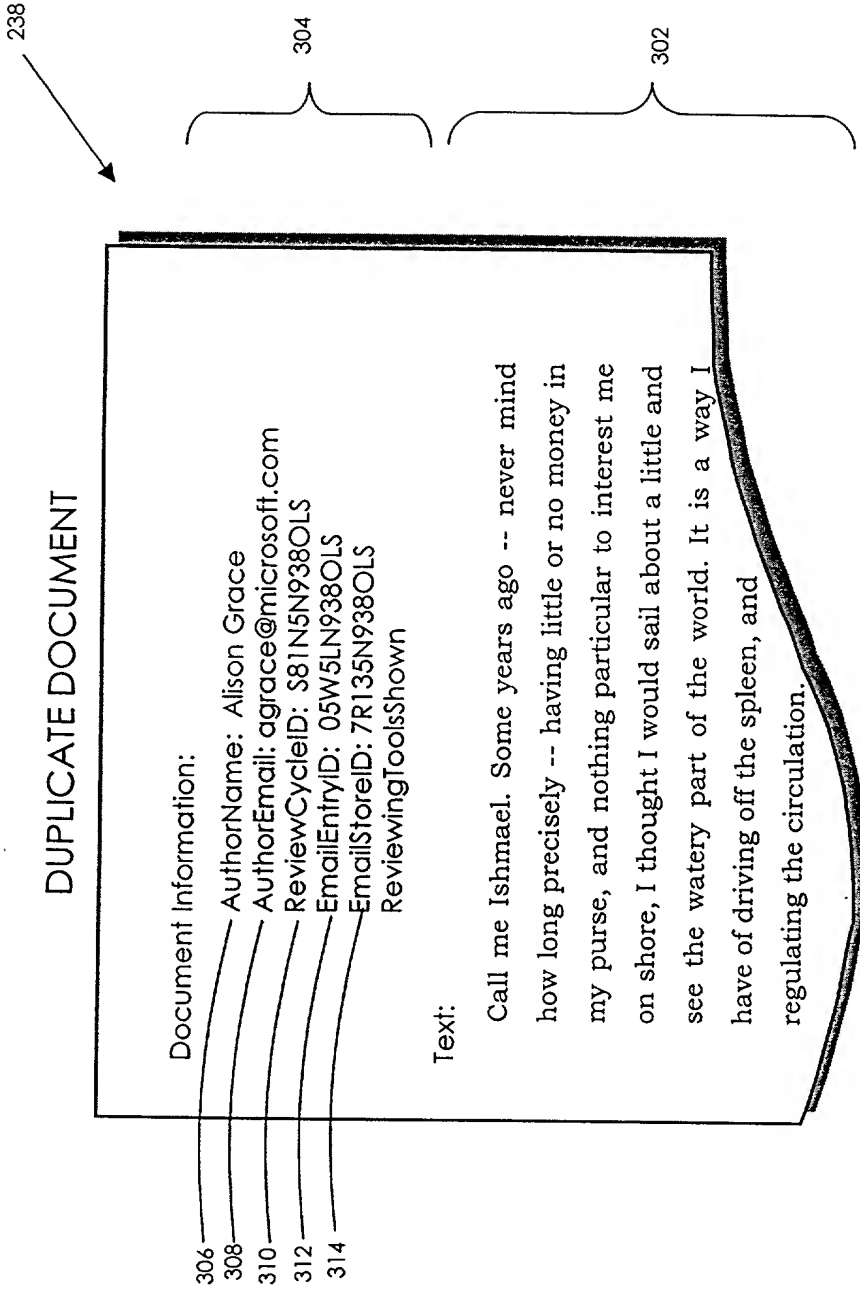 238
DUPLICATE DOCUMENT
304
302
Document Information:
306
AuthorName: Alison Grace
308
AuthorEmail: agrace@microsoft.com
310
ReviewCycleID: S81N5N938OLS
312
EmailEntryID: 05W5LN938OLS
314
EmailStoreID: 7R135N938OLS
ReviewingToolsShown
Text:
Call me Ishmael. Some years ago -- never mind
how long precisely -- having little or no money in
my purse, and nothing particular to interest me
on shore, I thought I would sail about a little and
see the watery part of the world. It is a way I
have of driving off the spleen, and
regulating the circulation.